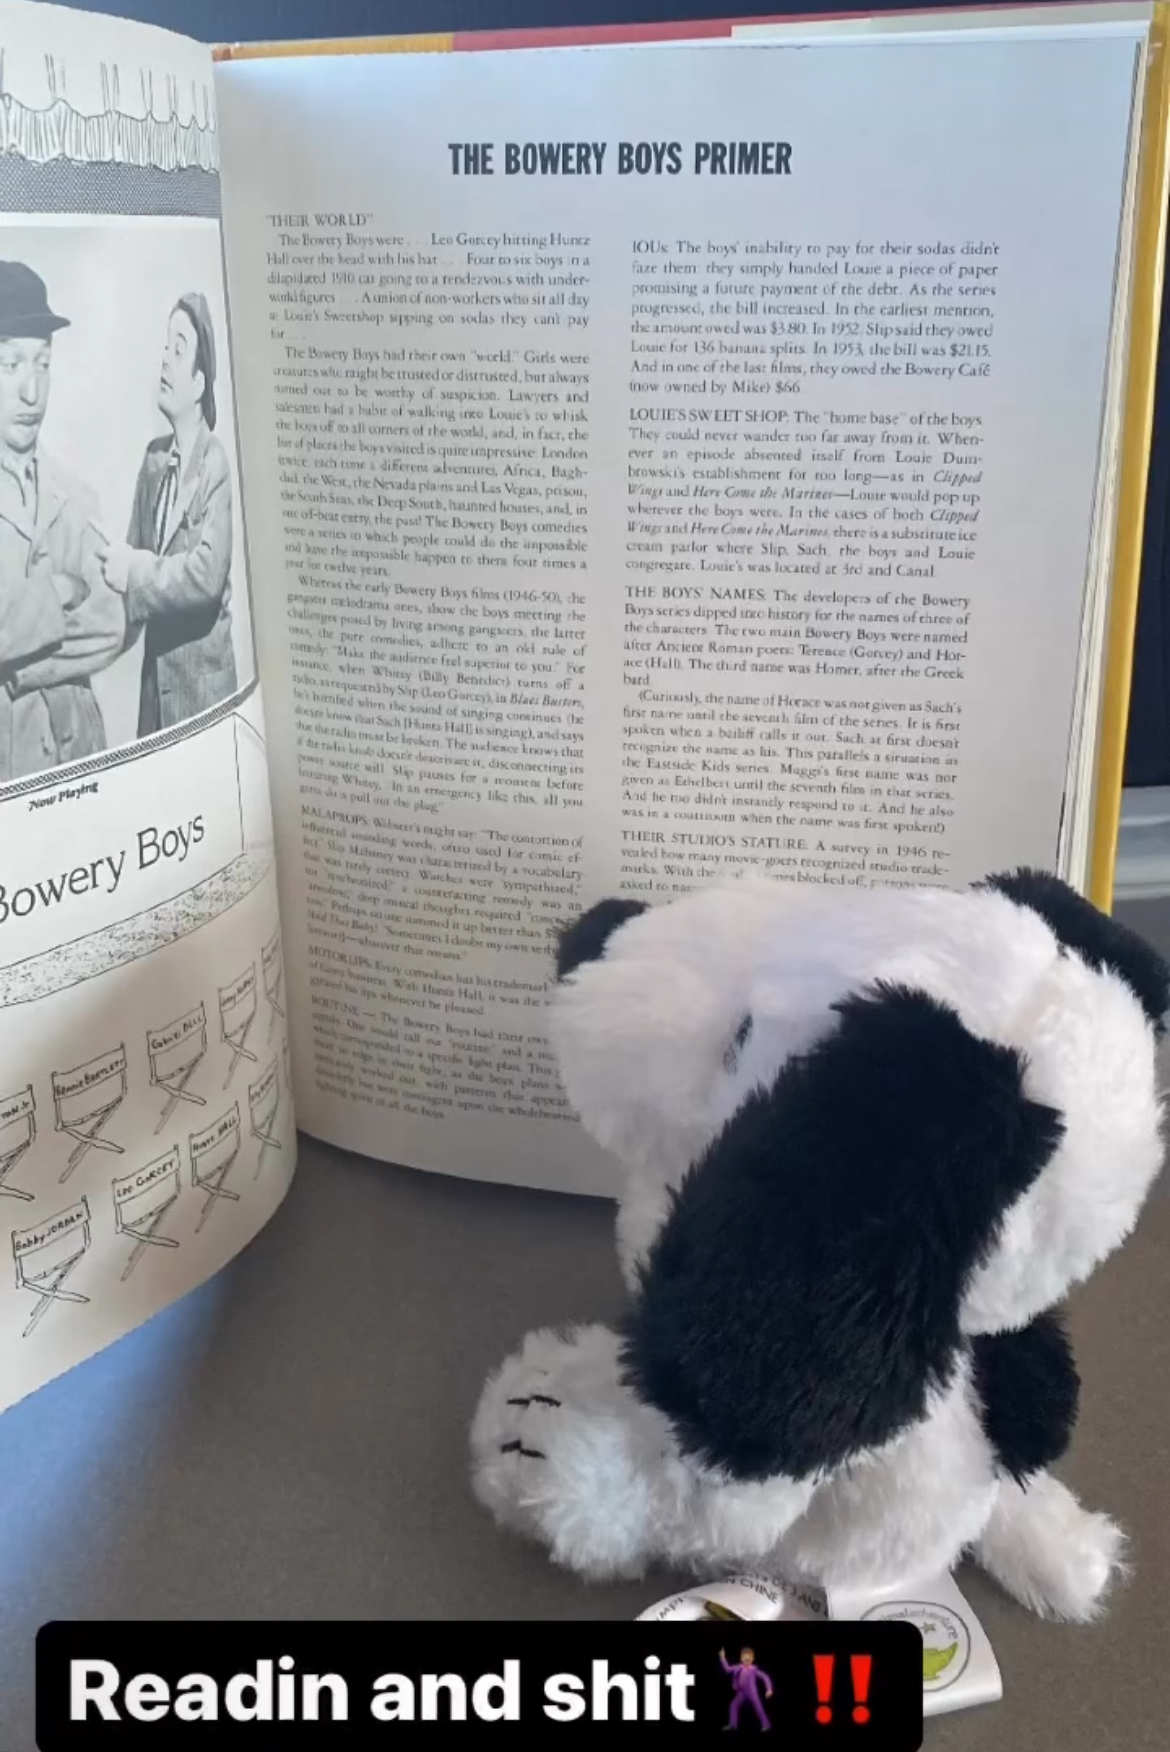 THE BOWERY BOYS PRIMER
"THEIR WORLD"
The Bowery Boys were . . . Leo Gorcey hitting Huntz
Hall over the head with his hat . . . Four to six boys in a
dilapidated 1910 car going to a rendezvous with under-
world figures . . . A union of non-workers who sit all day
at Louie's Sweetshop sipping on sodas they can't pay
for . . .
The Bowery Boys had their own "world." Girls were
creatures who might be trusted or distrusted, but always
turned out to be worthy of suspicion. Lawyers and
salesmen had a habit of walking into Louie's to whisk
the boys off to all corners of the world, and, in fact, the
list of places the boys visited is quite impressive: London
(twice, each time a different adventure), Africa, Bagh-
dad, the West, the Nevada plains and Las Vegas, prison,
the South Seas, the Deep South, haunted houses, and, in
one of-beat entry, the past! The Bowery Boys comedies
were a series in which people could do the impossible
and have the impossible happen to them four times a
year for twelve years.
Whereas the early Bowery Boys films (1946-50), the
gangster melodrama ones, show the boys meeting the
challenges posed by living among gangsters, the latter
ones, the pure comedies, adhere to an old rule of
comedy: "Make the audience feel superior to you." For
instance, when Whitey (Billy Benedict) turns off a
radio, as requested by Slip (Leo Gorcey), in Blues Busters,
he's horrified when the sound of singing continues (he
doesn't know that Sach [Huntz Hall] is singing), and says
that the radio must be broken. The audience knows that
if the radio knob doesn't deactivate it, disconnecting its
power source will. Slip pauses for a moment before
informing Whitey, "In an emergency like this, all you
gotta do is pull out the plug."
MALAPROPS: Webster's might say: "The contortion of
influential sounding words, often used for comic ef-
fect." Slip Mahoney was characterized by a vocabulary
that was rarely correct. Watches were "sympathized,"
for "synchronized;" a counteracting remedy was an
deep mental thoughts required
Perhaps no one summed it up better than
Hold That Baby! "Sometimes I doubt my own
whatever that means."
MOTOR LIPS: Every comedian has his trademark
of funny business. With Huntz Hall, it was the
his lips whenever he pleased.
ROUTINE — The Bowery Boys had their own
signals. One would call out "routine" and a
which corresponded to a specific fight plan. This
edge in their fight, as the boys' plans
worked out, with patterns that appear
but were contingent upon the wholehearted
fighting spirit of all the boys.
IOUs: The boys' inability to pay for their sodas didn't
faze them: they simply handed Louie a piece of paper
promising a future payment of the debt. As the series
progressed, the bill increased. In the earliest mention,
the amount owed was $3.80. In 1952, Slip said they owed
Louie for 136 banana splits. In 1953, the bill was $21.15.
And in one of the last films, they owed the Bowery Café
(now owned by Mike) $66.
LOUIE'S SWEET SHOP: The "home base" of the boys.
They could never wander too far away from it. When-
ever an episode absented itself from Louie Dum-
browski's establishment for too long—as in Clipped
Wings and Here Come the Marines—Louie would pop up
wherever the boys were. In the cases of both Clipped
Wings and Here Come the Marines, there is a substitute ice
cream parlor where Slip, Sach, the boys and Louie
congregate. Louie's was located at 3rd and Canal.
THE BOYS' NAMES: The developers of the Bowery
Boys series dipped into history for the names of three of
the characters. The two main Bowery Boys were named
after Ancient Roman poets: Terence (Gorcey) and Hor-
ace (Hall). The third name was Homer, after the Greek
bard.
(Curiously, the name of Horace was not given as Sach's
first name until the seventh film of the series. It is first
spoken when a bailiff calls it out. Sach at first doesn't
recognize the name as his. This parallels a situation in
the Eastside Kids series. Muggs's first name was not
given as Ethelbert until the seventh film in that series.
And he too didn't instantly respond to it. And he also
was in a courtroom when the name was first spoken!)
THEIR STUDIO'S STATURE: A survey in 1946 re-
vealed how many movie-goers recognized studio trade-
marks. With the names blocked off,
asked to
Now Playing
Bowery Boys
Bennie BARTLETT
Gabriel DELL
Bobby JORDAN
LEO GORCEY
Huntz HALL
CHINE
Readin and shit🕺🏽‼️